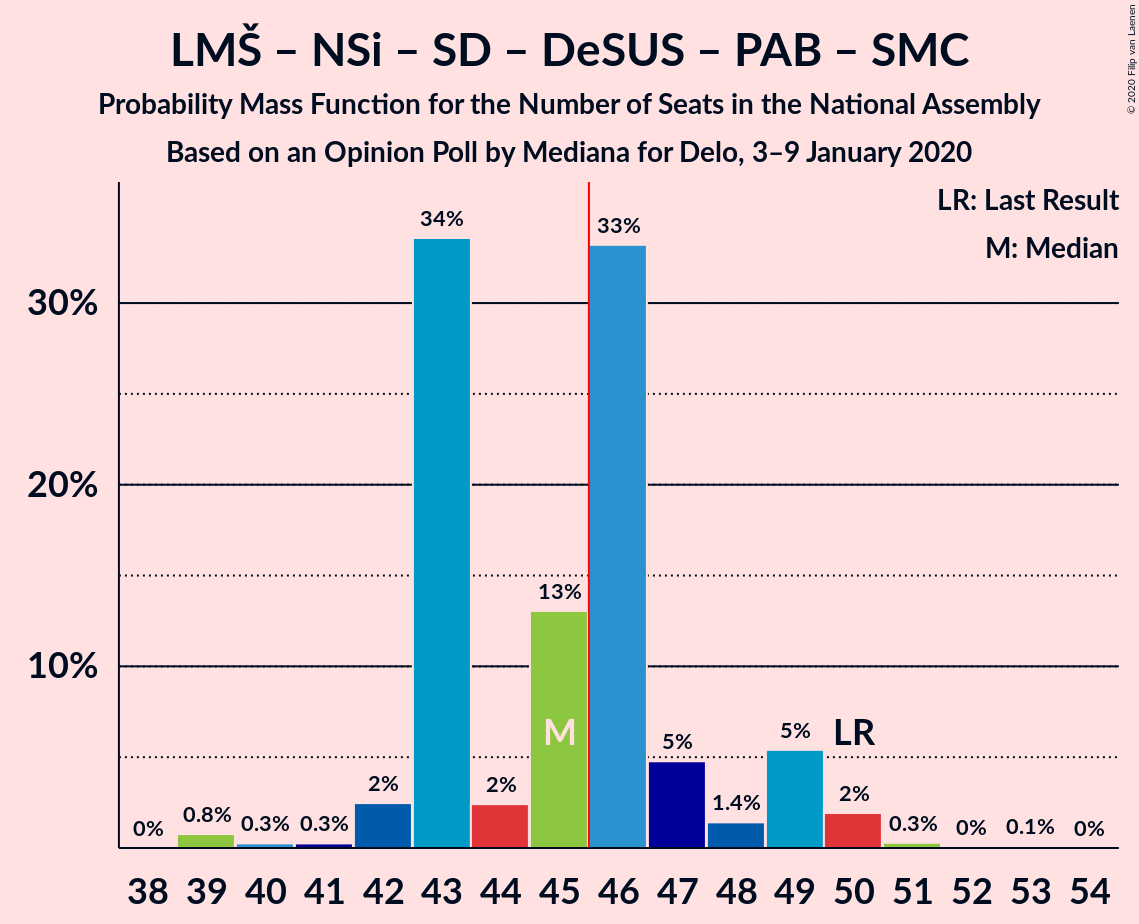 LMŠ – NSi – SD – DeSUS – PAB – SMC
Probability Mass Function for the Number of Seats in the National Assembly
Based on an Opinion Poll by Mediana for Delo, 3–9 January 2020
© 2020 Filip van Laenen
LR: Last Result
M: Median
30%
20%
10%
0%
0.8%
0.3%
0.3%
2%
34%
2%
13%
33%
5%
1.4%
5%
2%
0.3%
0%
0.1%
0%
M
LR
38 39 40 41 42 43 44 45 46 47 48 49 50 51 52 53 54